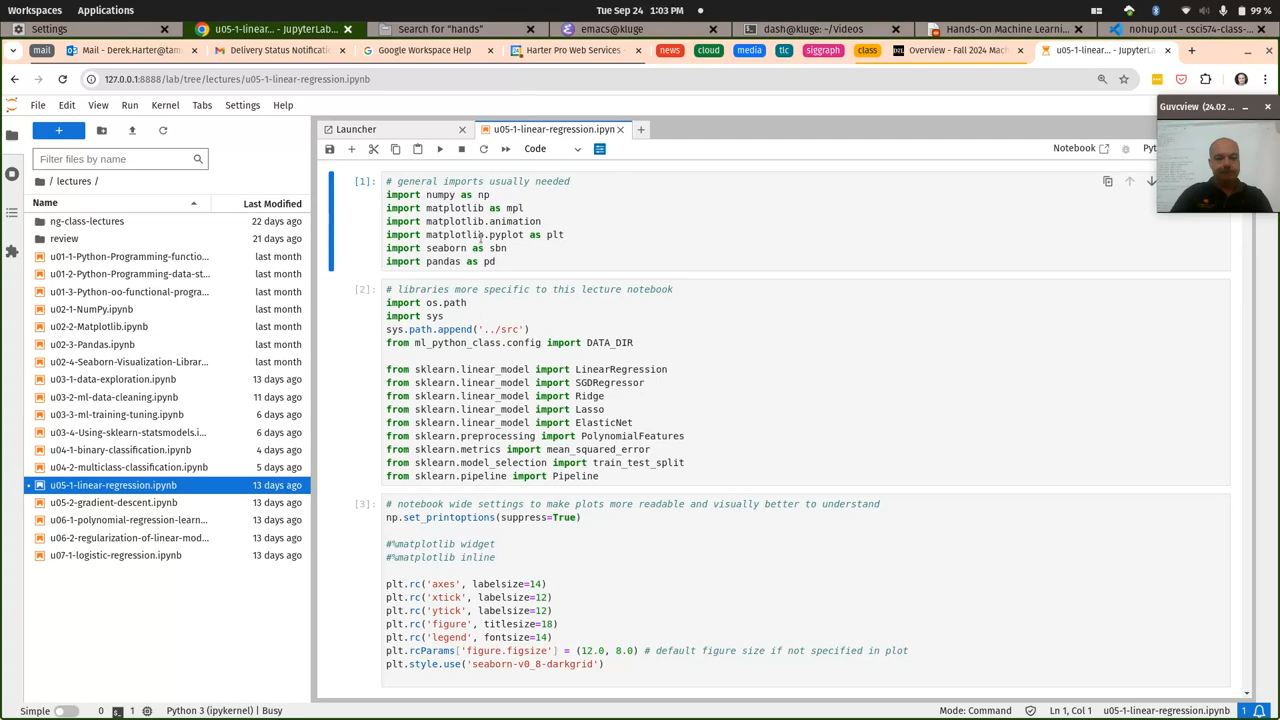 Workspaces Applications Tue Sep 24 1:03 PM 99 %
Settings u05-1-linear-... - JupyterLab Search for "hands" emacs@kluge dash@kluge: ~/Videos Hands-On Machine Learning nohup.out - csci574-class-
mail Mail - Derek.Harter@tam Delivery Status Notificati Google Workspace Help Harter Pro Web Services - news cloud media tlc siggraph class Overview - Fall 2024 Mach u05-1-linear-... - JupyterL
127.0.0.1:8888/lab/tree/lectures/u05-1-linear-regression.ipynb
File Edit View Run Kernel Tabs Settings Help
Guvcview (24.02 ...
Launcher u05-1-linear-regression.ipyn
Code Notebook Pyt
Filter files by name
/ lectures /
Name Last Modified
ng-class-lectures 22 days ago
review 21 days ago
u01-1-Python-Programming-functio... last month
u01-2-Python-Programming-data-st... last month
u01-3-Python-oo-functional-progra... last month
u02-1-NumPy.ipynb last month
u02-2-Matplotlib.ipynb last month
u02-3-Pandas.ipynb last month
u02-4-Seaborn-Visualization-Librar... last month
u03-1-data-exploration.ipynb 13 days ago
u03-2-ml-data-cleaning.ipynb 11 days ago
u03-3-ml-training-tuning.ipynb 6 days ago
u03-4-Using-sklearn-statsmodels.i... 6 days ago
u04-1-binary-classification.ipynb 4 days ago
u04-2-multiclass-classification.ipynb 5 days ago
u05-1-linear-regression.ipynb 13 days ago
u05-2-gradient-descent.ipynb 13 days ago
u06-1-polynomial-regression-learn... 13 days ago
u06-2-regularization-of-linear-mod... 13 days ago
u07-1-logistic-regression.ipynb 13 days ago
[1]: # general imports usually needed
import numpy as np
import matplotlib as mpl
import matplotlib.animation
import matplotlib.pyplot as plt
import seaborn as sbn
import pandas as pd
[2]: # libraries more specific to this lecture notebook
import os.path
import sys
sys.path.append('../src')
from ml_python_class.config import DATA_DIR
from sklearn.linear_model import LinearRegression
from sklearn.linear_model import SGDRegressor
from sklearn.linear_model import Ridge
from sklearn.linear_model import Lasso
from sklearn.linear_model import ElasticNet
from sklearn.preprocessing import PolynomialFeatures
from sklearn.metrics import mean_squared_error
from sklearn.model_selection import train_test_split
from sklearn.pipeline import Pipeline
[3]: # notebook wide settings to make plots more readable and visually better to understand
np.set_printoptions(suppress=True)
#%matplotlib widget
#%matplotlib inline
plt.rc('axes', labelsize=14)
plt.rc('xtick', labelsize=12)
plt.rc('ytick', labelsize=12)
plt.rc('figure', titlesize=18)
plt.rc('legend', fontsize=14)
plt.rcParams['figure.figsize'] = (12.0, 8.0) # default figure size if not specified in plot
plt.style.use('seaborn-v0_8-darkgrid')
Simple 0 1 Python 3 (ipykernel) | Busy Mode: Command Ln 1, Col 1 u05-1-linear-regression.ipynb 1